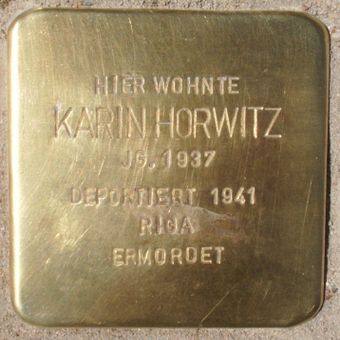 HIER WOHNTE
KARIN HORWITZ
JG. 1937
DEPORTIERT 1941
RIGA
ERMORDET